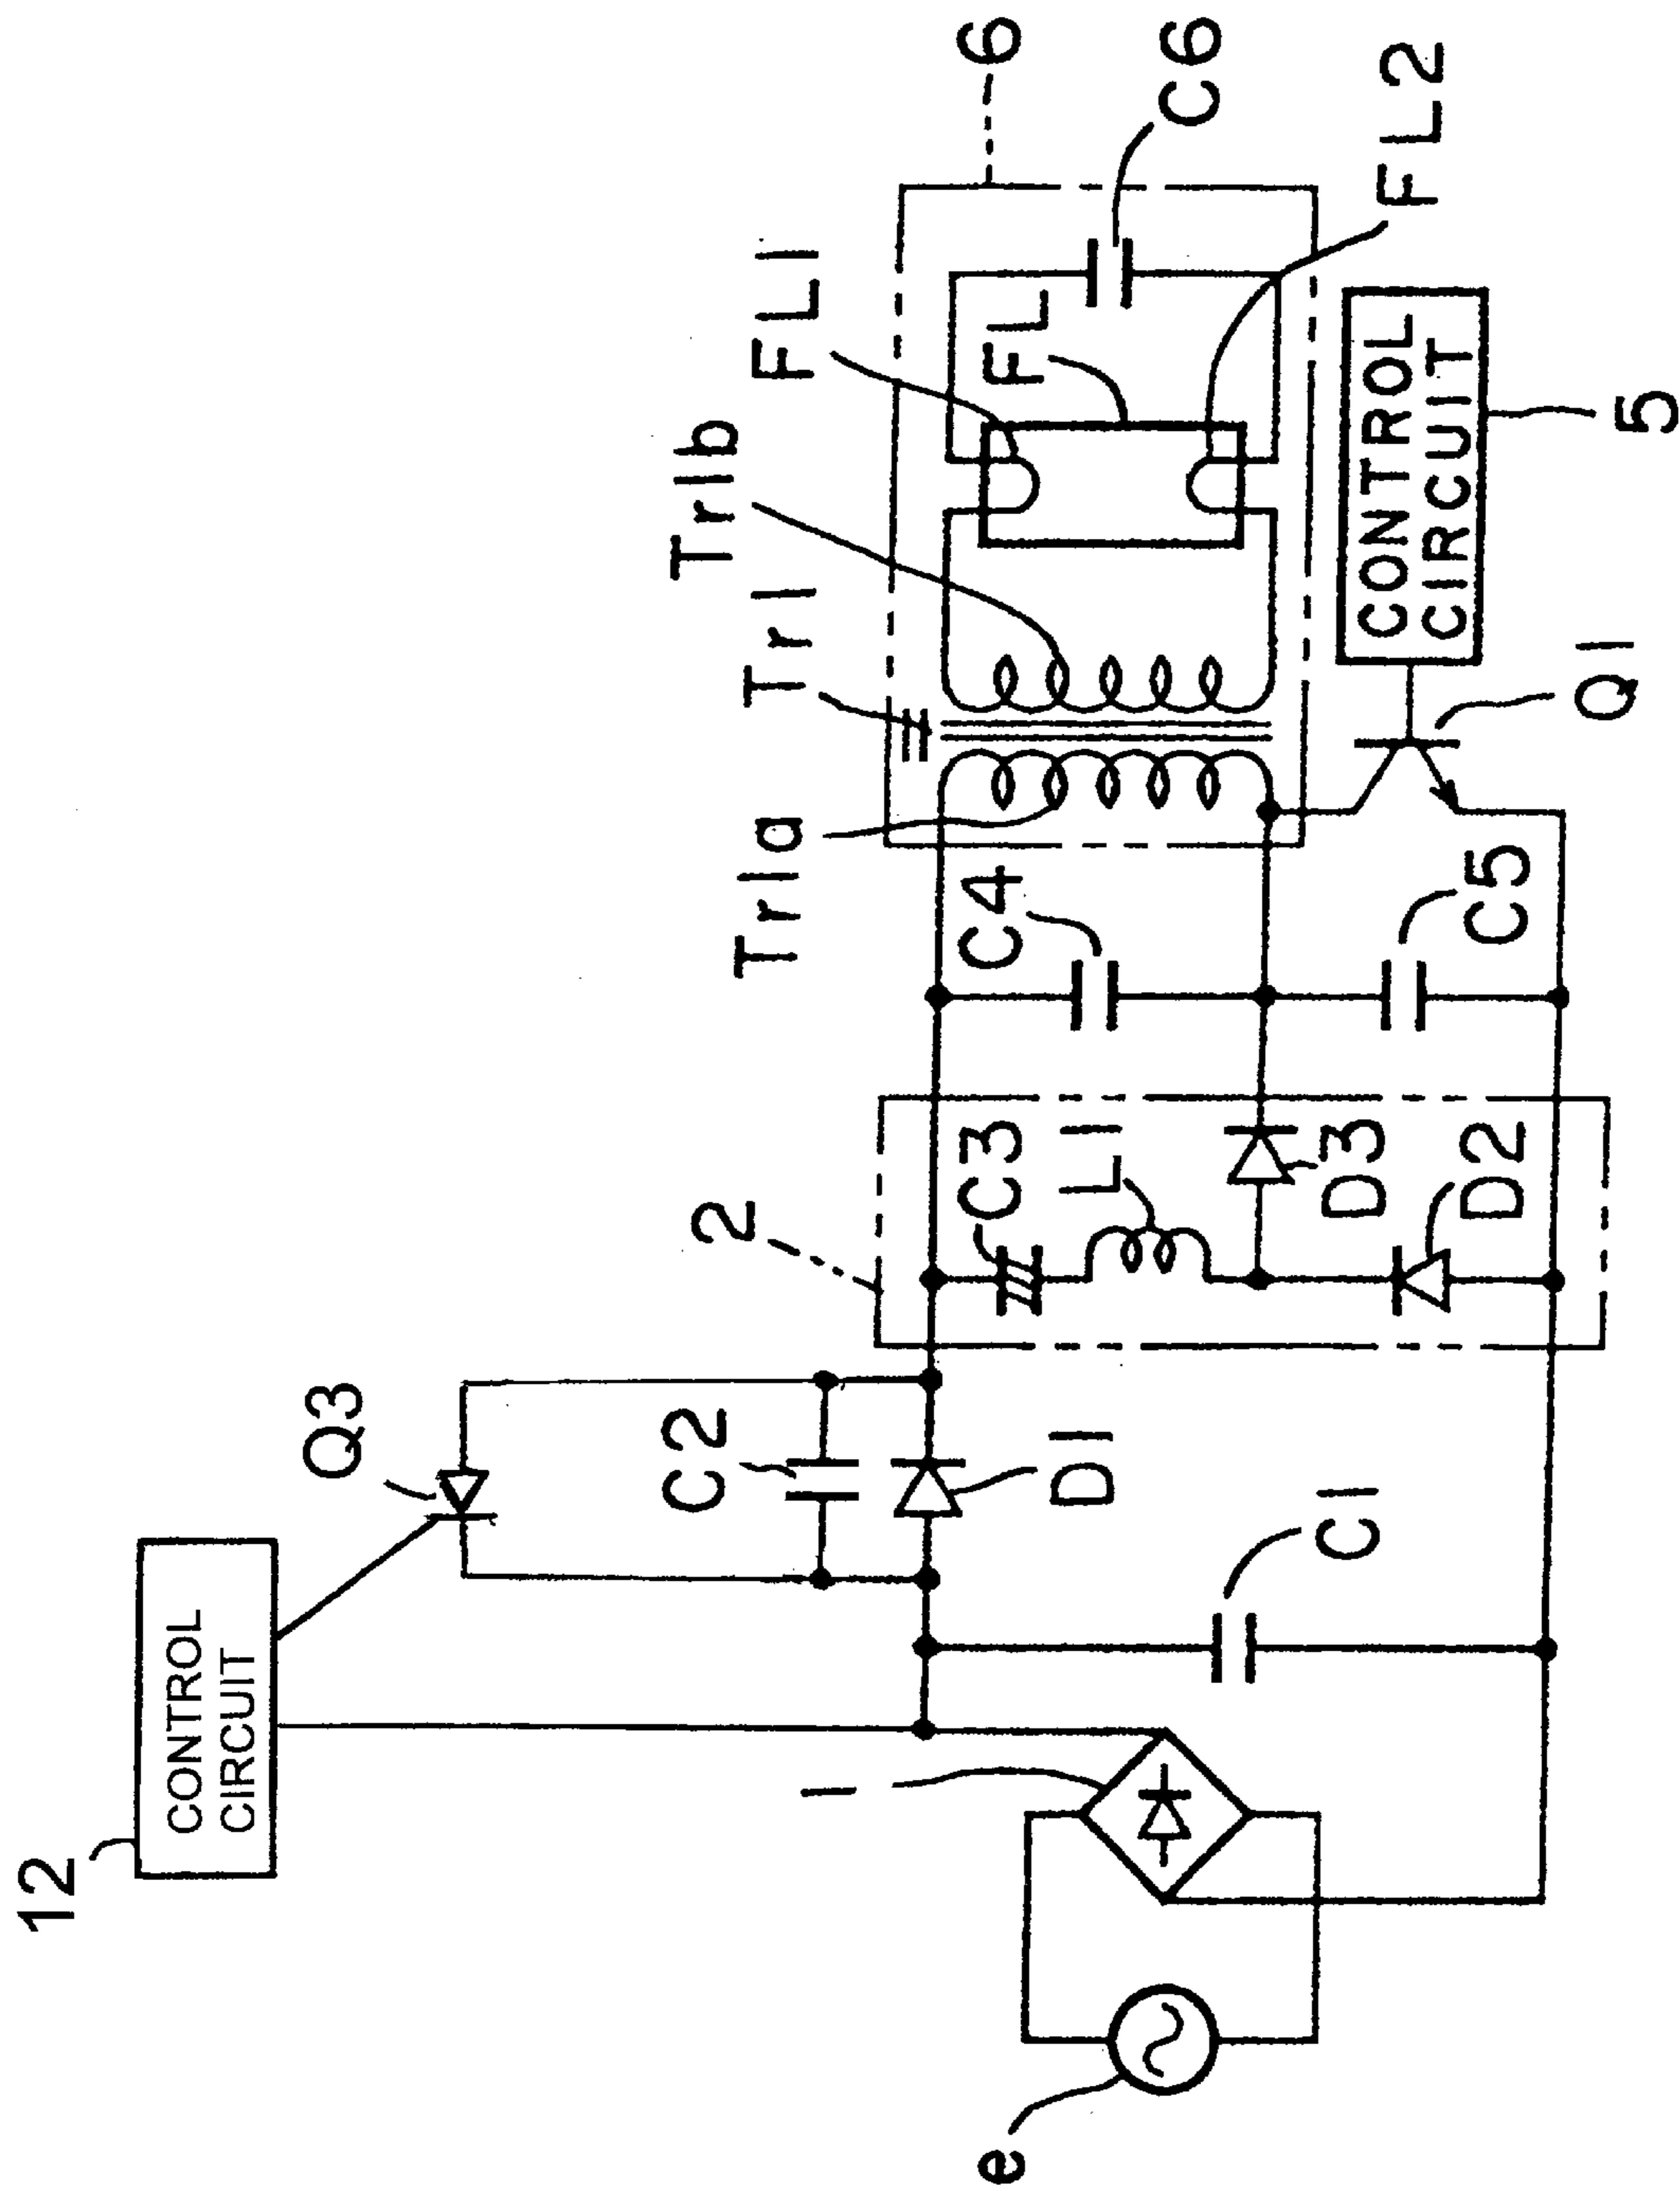 12
CONTROL
CIRCUIT
Q3
C2
D1
C1
1
e
2
C3
L1
D3
D2
Tr1a
Tr1
Tr1b
FL1
FL
6
C6
FL2
C4
C5
Q1
CONTROL
CIRCUIT
5